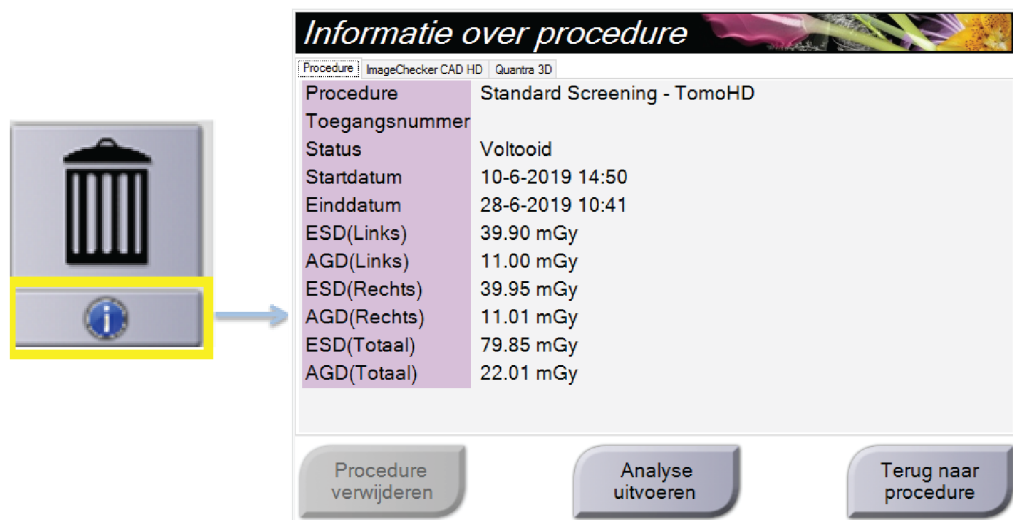 Informatie over procedure
Procedure ImageChecker CAD HD Quantra 3D
Procedure Standard Screening - TomoHD
Toegangsnummer
Status Voltooid
Startdatum 10-6-2019 14:50
Einddatum 28-6-2019 10:41
ESD(Links) 39.90 mGy
AGD(Links) 11.00 mGy
ESD(Rechts) 39.95 mGy
AGD(Rechts) 11.01 mGy
ESD(Totaal) 79.85 mGy
AGD(Totaal) 22.01 mGy
Procedure
verwijderen
Analyse
uitvoeren
Terug naar
procedure